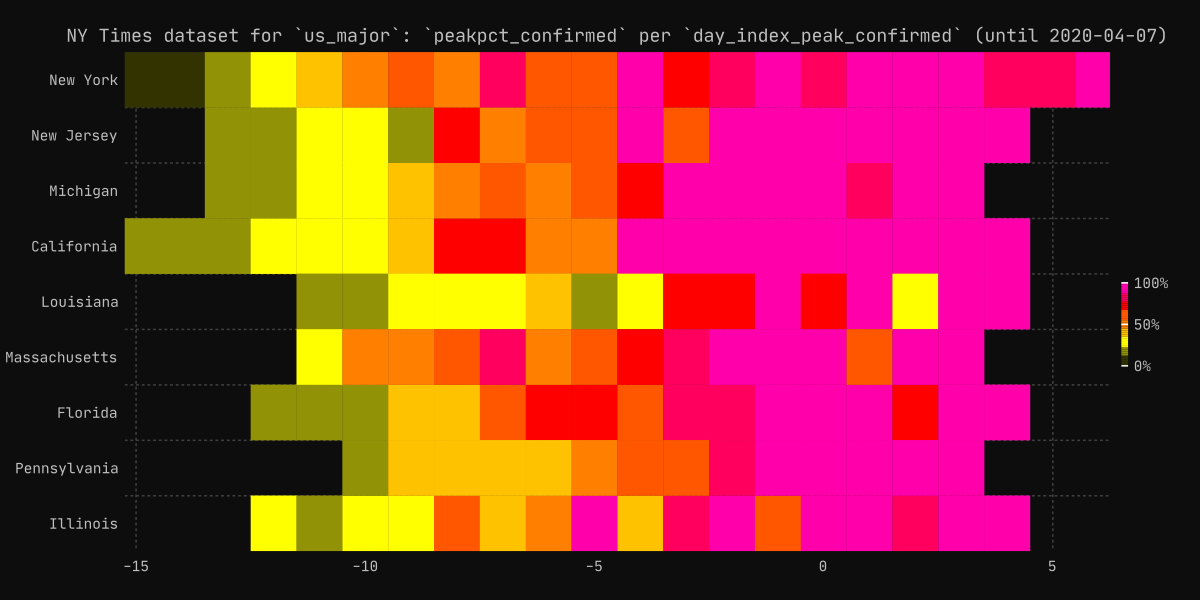 NY Times dataset for `us_major`: `peakpct_confirmed` per `day_index_peak_confirmed` (until 2020-04-07)
New York
New Jersey
Michigan
California
Louisiana
Massachusetts
Florida
Pennsylvania
Illinois
100%
50%
0%
−15
−10
−5
0
5